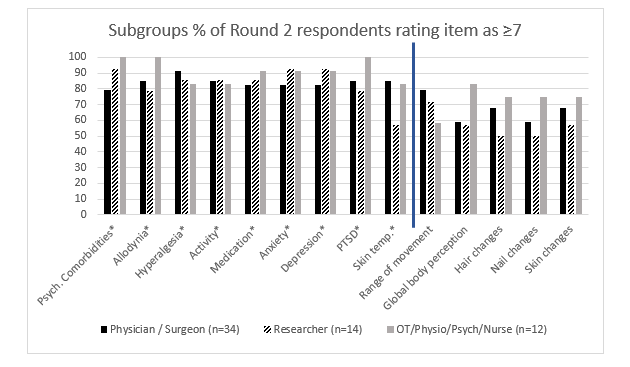 Subgroups % of Round 2 respondents rating item as ≥7
100
90
80
70
60
50
40
30
20
10
0
Psych. Comorbidities*
Allodynia*
Hyperalgesia*
Activity*
Medication*
Anxiety*
Depression*
PTSD*
Skin temp.*
Range of movement
Global body perception
Hair changes
Nail changes
Skin changes
Physician / Surgeon (n=34)
Researcher (n=14)
OT/Physio/Psych/Nurse (n=12)